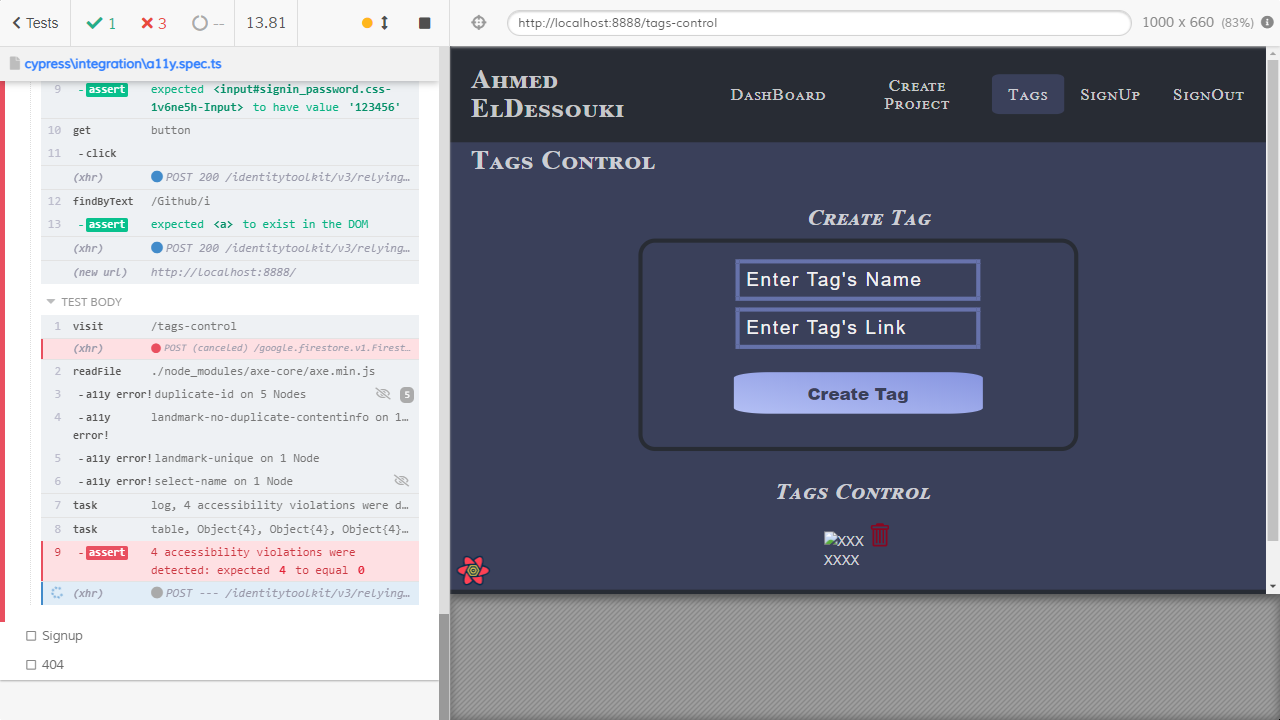 Tests
1
3
--
13.81
http://localhost:8888/tags-control
1000 x 660 (83%)
cypress\integration\a11y.spec.ts
9 - assert expected <input#signin_password.css-
1v6ne5h-Input> to have value '123456'
10 get button
11 - click
(xhr) POST 200 /identitytoolkit/v3/relying…
12 findByText /Github/i
13 - assert expected <a> to exist in the DOM
(xhr) POST 200 /identitytoolkit/v3/relying…
(new url) http://localhost:8888/
TEST BODY
1 visit /tags-control
(xhr) POST (canceled) /google.firestore.v1.Firest…
2 readFile ./node_modules/axe-core/axe.min.js
3 - a11y error! duplicate-id on 5 Nodes 5
4 - a11y landmark-no-duplicate-contentinfo on 1…
error!
5 - a11y error! landmark-unique on 1 Node
6 - a11y error! select-name on 1 Node
7 task log, 4 accessibility violations were d…
8 task table, Object{4}, Object{4}, Object{4}…
9 - assert 4 accessibility violations were
detected: expected 4 to equal 0
(xhr) POST --- /identitytoolkit/v3/relying…
Signup
404
Ahmed
ElDessouki
DashBoard
Create
Project
Tags
SignUp
SignOut
Tags Control
Create Tag
Enter Tag's Name
Enter Tag's Link
Create Tag
Tags Control
xxx
xxxx